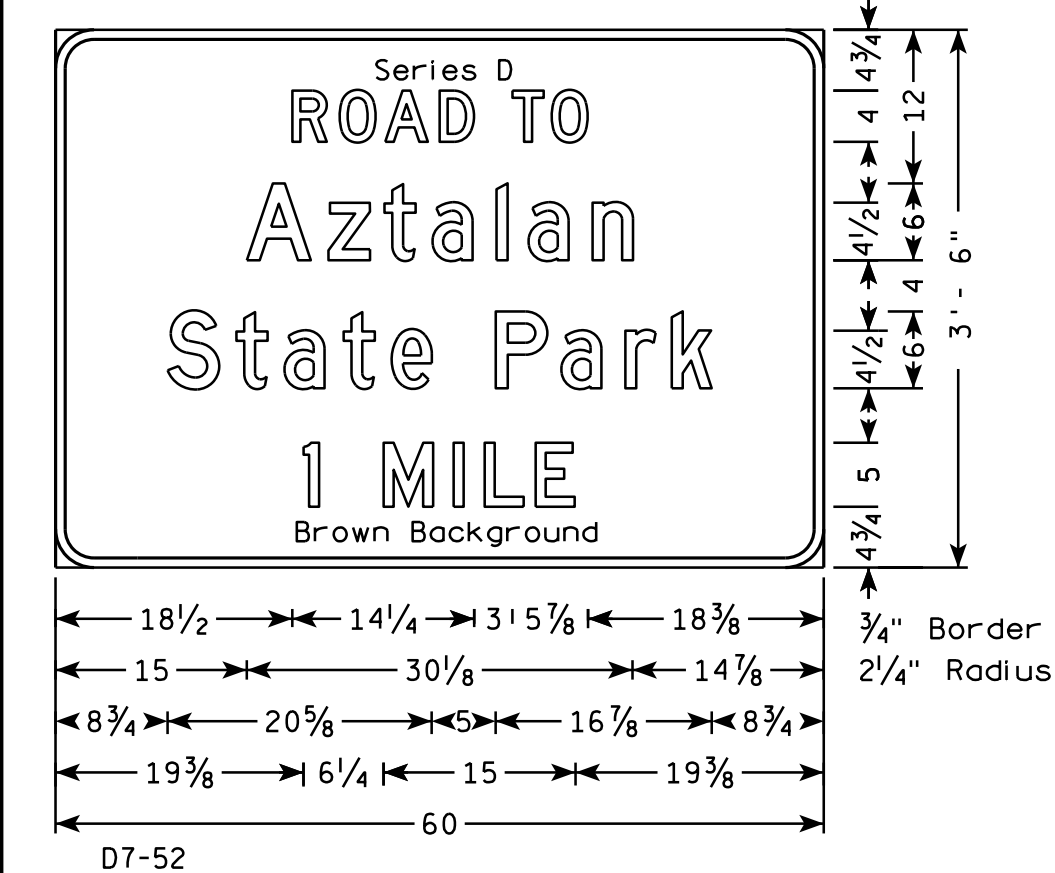 Series D
ROAD TO
Aztalan
State Park
1 MILE
Brown Background
4¾
4
4½
4½
5
4¾
12
6
4
6
3' - 6"
18½ 14¼ 3 5⅞ 18⅜
15 30⅛ 14⅞
8¾ 20⅝ 5 16⅞ 8¾
19⅜ 6¼ 15 19⅜
60
¾" Border
2¼" Radius
D7-52